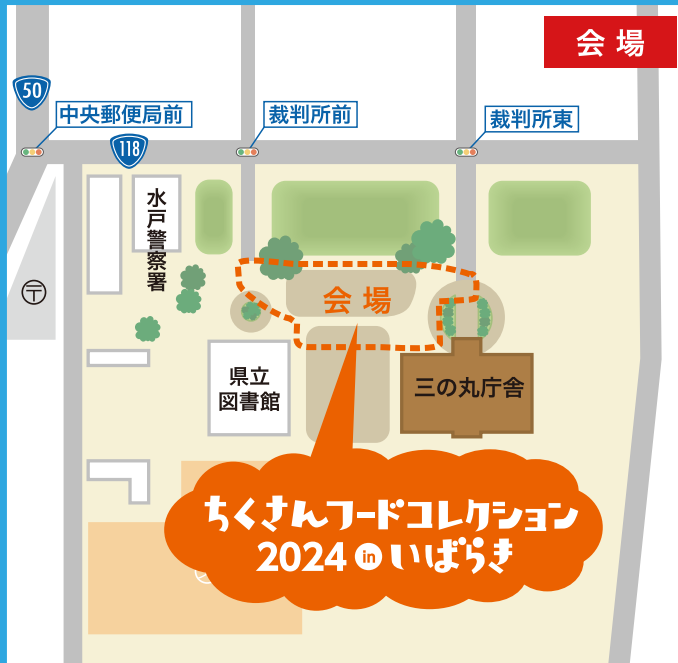 会場
50
中央郵便局前
裁判所前
裁判所東
118
水戸警察署
〒
会場
県立
図書館
三の丸庁舎
ちくさんフードコレクション
2024 in いばらき